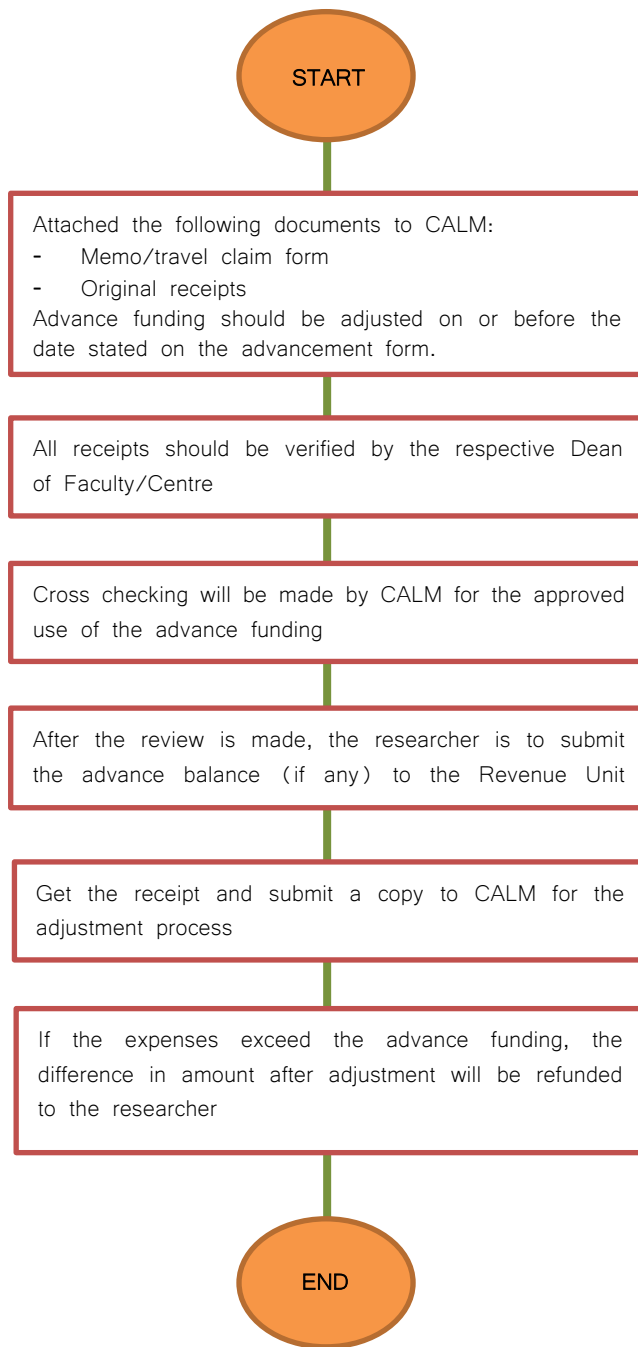 START
Attached the following documents to CALM:
- Memo/travel claim form
- Original receipts
Advance funding should be adjusted on or before the
date stated on the advancement form.
All receipts should be verified by the respective Dean
of Faculty/Centre
Cross checking will be made by CALM for the approved
use of the advance funding
After the review is made, the researcher is to submit
the advance balance (if any) to the Revenue Unit
Get the receipt and submit a copy to CALM for the
adjustment process
If the expenses exceed the advance funding, the
difference in amount after adjustment will be refunded
to the researcher
END